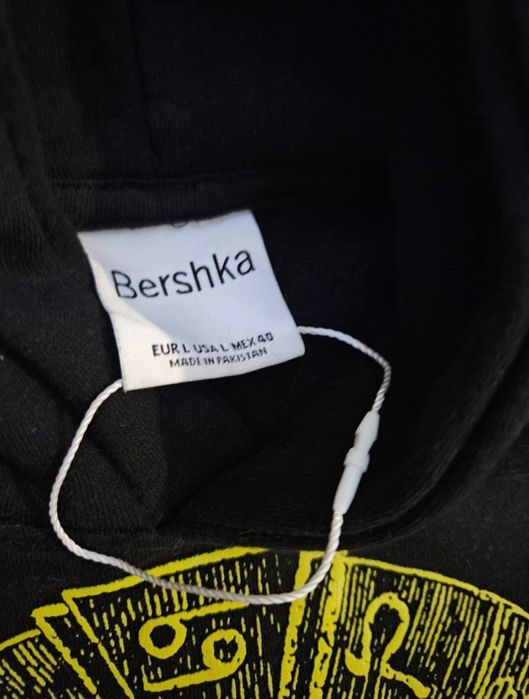 Bershka
EUR L USA L MEX 40
MADE IN PAKISTAN